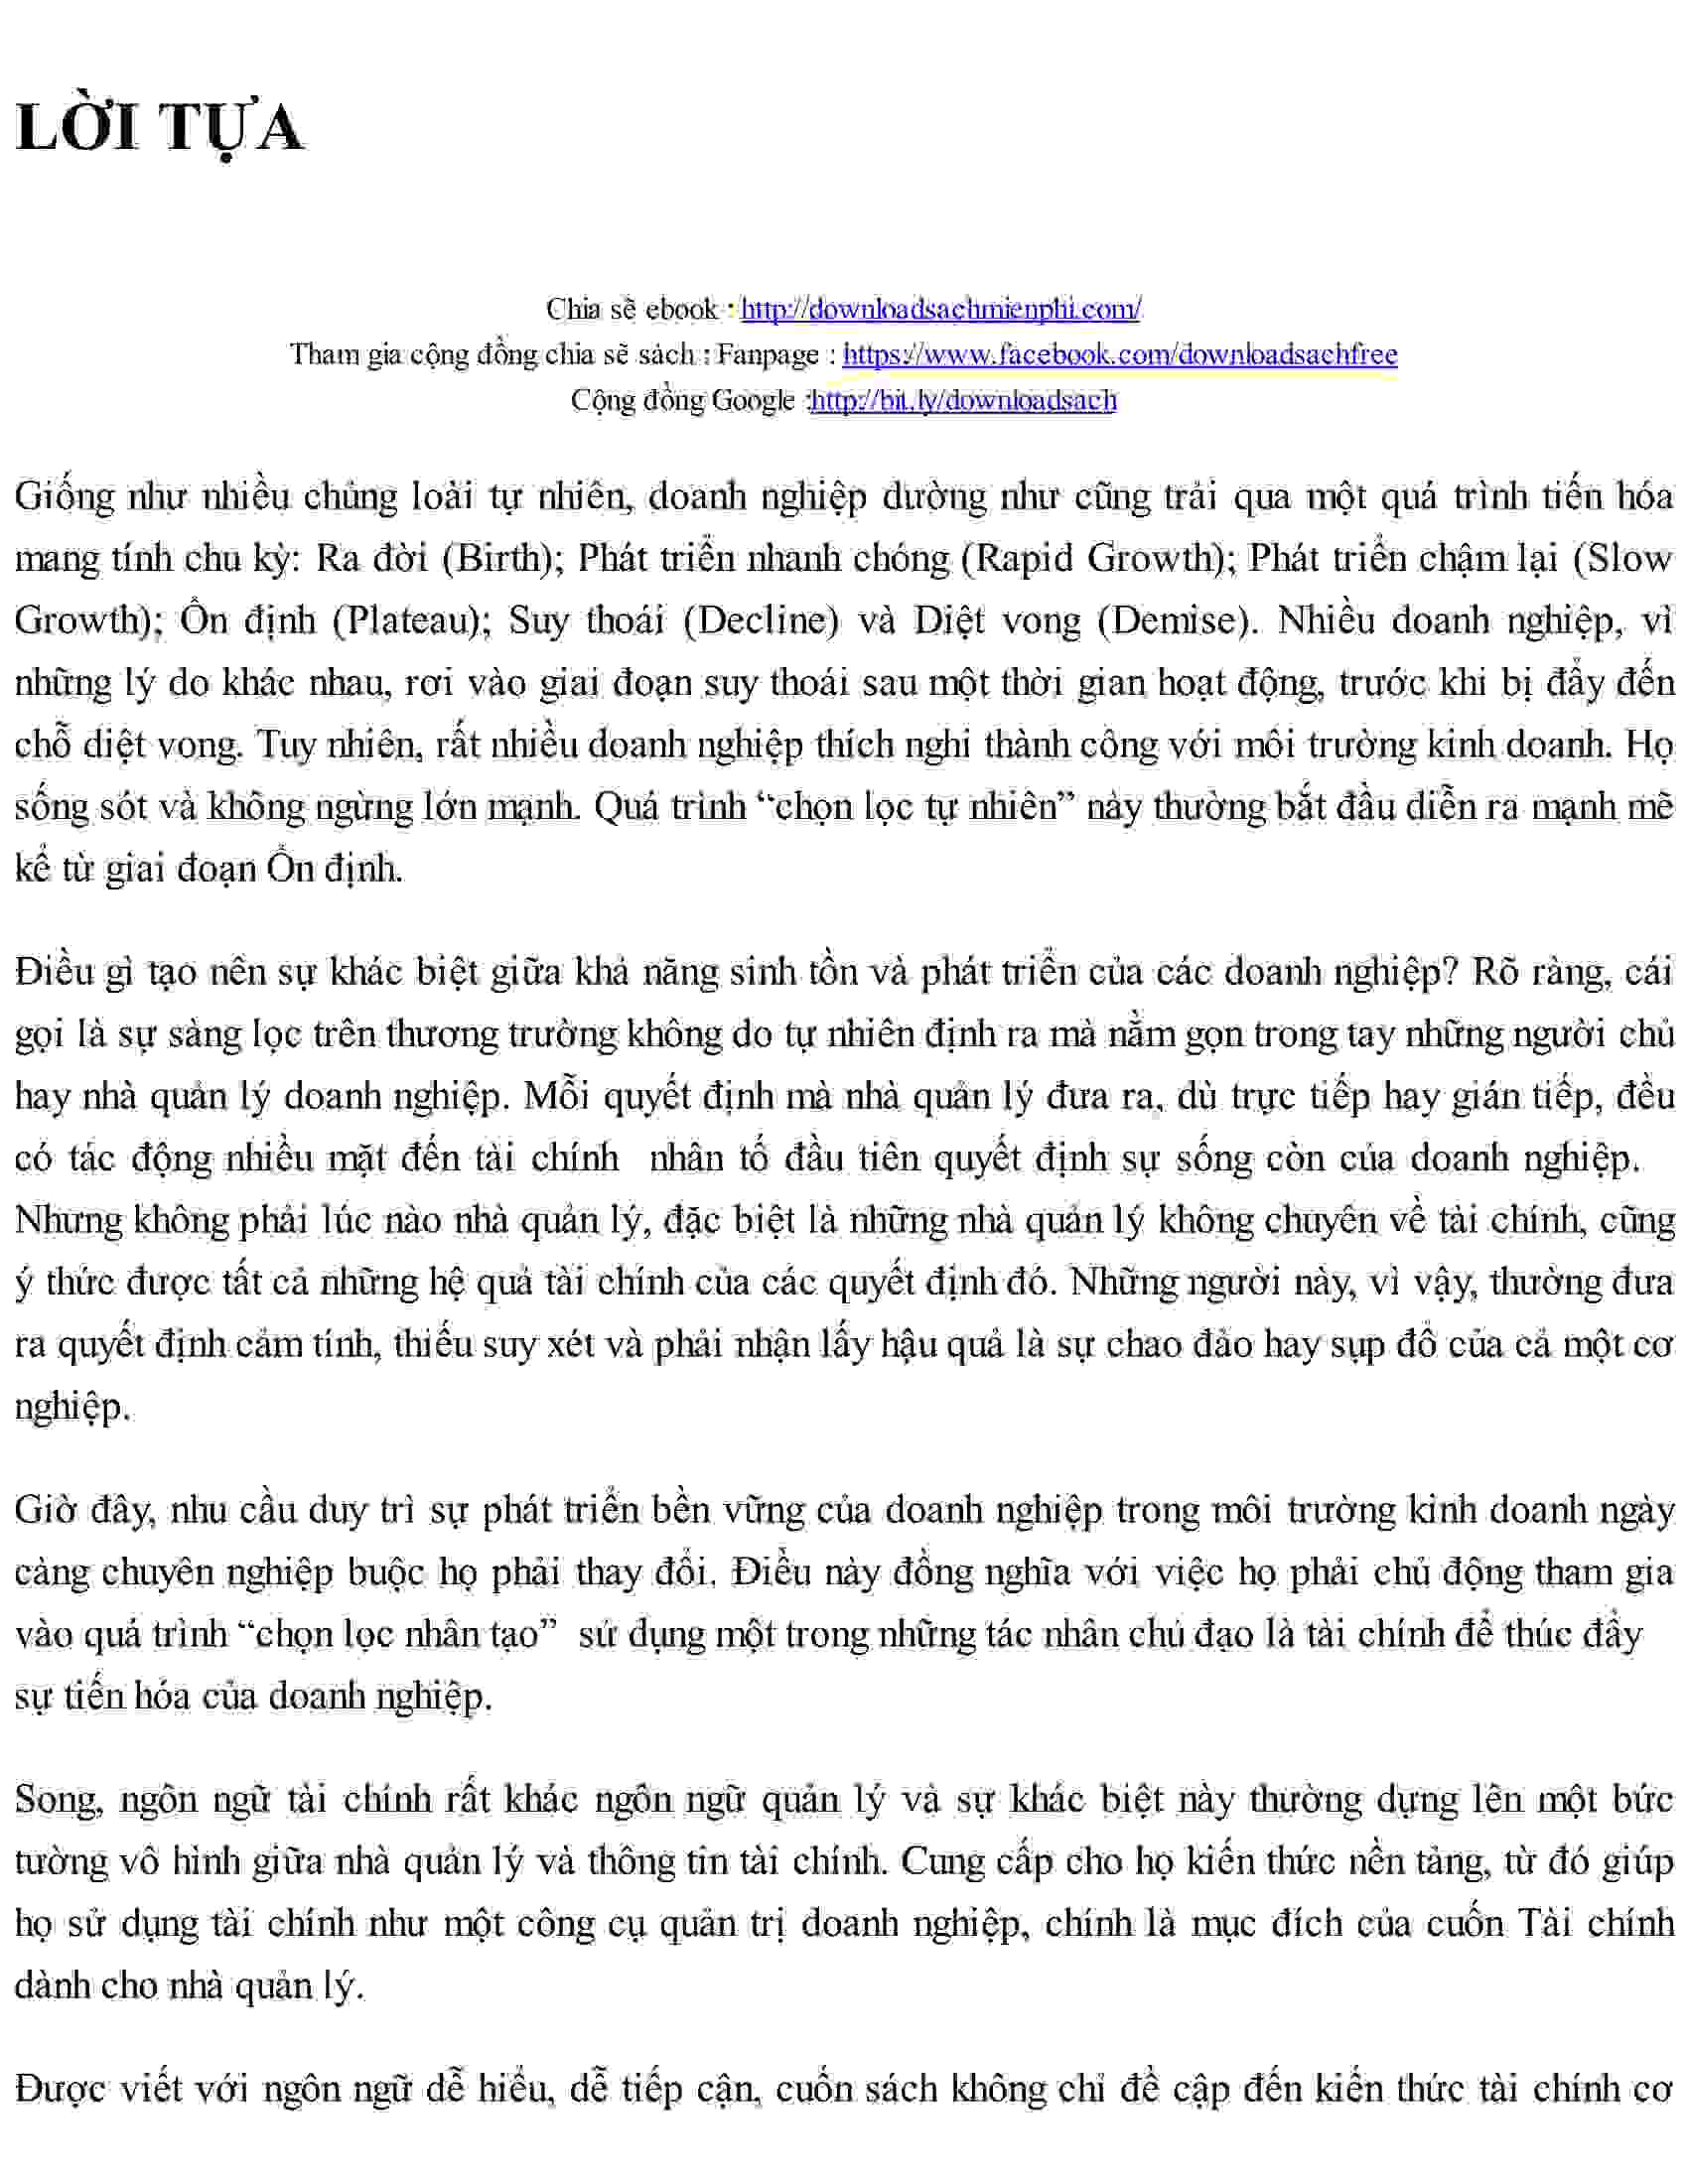 LỜI TỰA
Chia sẽ ebook : http://downloadsachmienphi.com/
Tham gia cộng đồng chia sẽ sách : Fanpage : https://www.facebook.com/downloadsachfree
Cộng đồng Google :http://bit.ly/downloadsach
Giống như nhiều chủng loài tự nhiên, doanh nghiệp dường như cũng trải qua một quá trình tiến hóa
mang tính chu kỳ: Ra đời (Birth); Phát triển nhanh chóng (Rapid Growth); Phát triển chậm lại (Slow
Growth); Ổn định (Plateau); Suy thoái (Decline) và Diệt vong (Demise). Nhiều doanh nghiệp, vì
những lý do khác nhau, rơi vào giai đoạn suy thoái sau một thời gian hoạt động, trước khi bị đẩy đến
chỗ diệt vong. Tuy nhiên, rất nhiều doanh nghiệp thích nghi thành công với môi trường kinh doanh. Họ
sống sót và không ngừng lớn mạnh. Quá trình “chọn lọc tự nhiên” này thường bắt đầu diễn ra mạnh mẽ
kể từ giai đoạn Ổn định.
Điều gì tạo nên sự khác biệt giữa khả năng sinh tồn và phát triển của các doanh nghiệp? Rõ ràng, cái
gọi là sự sàng lọc trên thương trường không do tự nhiên định ra mà nằm gọn trong tay những người chủ
hay nhà quản lý doanh nghiệp. Mỗi quyết định mà nhà quản lý đưa ra, dù trực tiếp hay gián tiếp, đều
có tác động nhiều mặt đến tài chính  nhân tố đầu tiên quyết định sự sống còn của doanh nghiệp.
Nhưng không phải lúc nào nhà quản lý, đặc biệt là những nhà quản lý không chuyên về tài chính, cũng
ý thức được tất cả những hệ quả tài chính của các quyết định đó. Những người này, vì vậy, thường đưa
ra quyết định cảm tính, thiếu suy xét và phải nhận lấy hậu quả là sự chao đảo hay sụp đổ của cả một cơ
nghiệp.
Giờ đây, nhu cầu duy trì sự phát triển bền vững của doanh nghiệp trong môi trường kinh doanh ngày
càng chuyên nghiệp buộc họ phải thay đổi. Điều này đồng nghĩa với việc họ phải chủ động tham gia
vào quá trình “chọn lọc nhân tạo”  sử dụng một trong những tác nhân chủ đạo là tài chính để thúc đẩy
sự tiến hóa của doanh nghiệp.
Song, ngôn ngữ tài chính rất khác ngôn ngữ quản lý và sự khác biệt này thường dựng lên một bức
tường vô hình giữa nhà quản lý và thông tin tài chính. Cung cấp cho họ kiến thức nền tảng, từ đó giúp
họ sử dụng tài chính như một công cụ quản trị doanh nghiệp, chính là mục đích của cuốn Tài chính
dành cho nhà quản lý.
Được viết với ngôn ngữ dễ hiểu, dễ tiếp cận, cuốn sách không chỉ đề cập đến kiến thức tài chính cơ